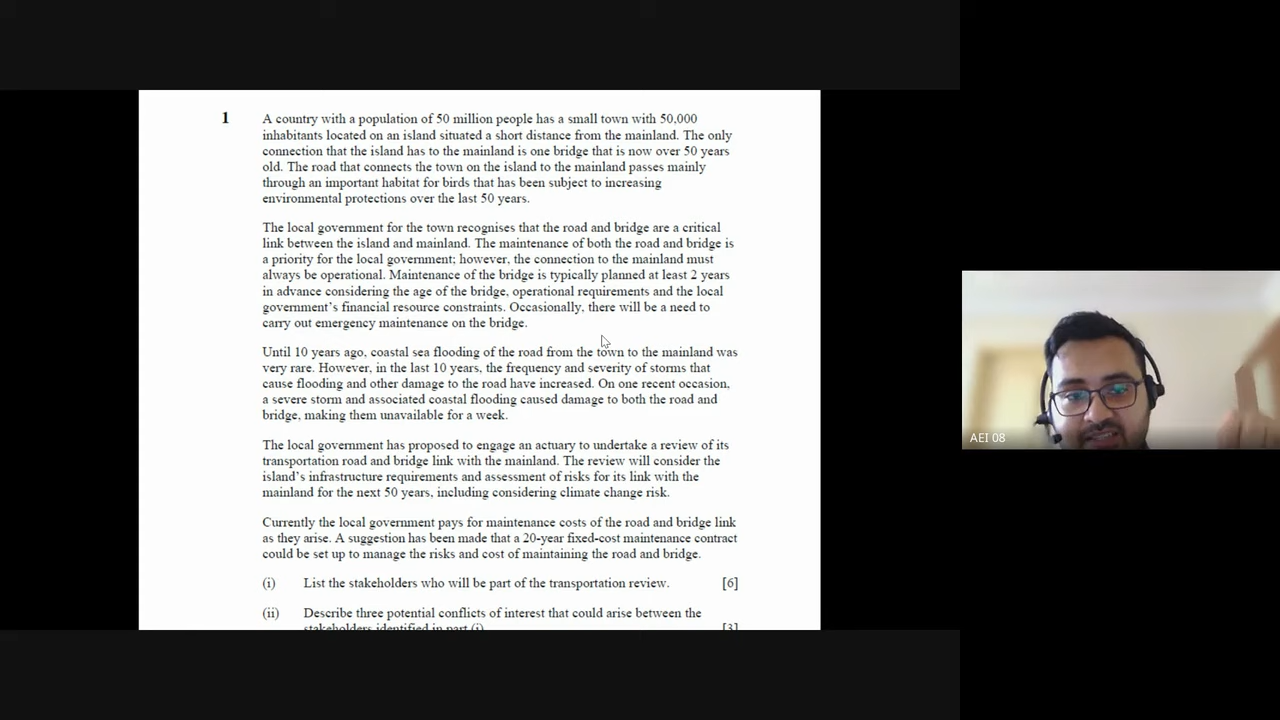 1 A country with a population of 50 million people has a small town with 50,000
inhabitants located on an island situated a short distance from the mainland. The only
connection that the island has to the mainland is one bridge that is now over 50 years
old. The road that connects the town on the island to the mainland passes mainly
through an important habitat for birds that has been subject to increasing
environmental protections over the last 50 years.
The local government for the town recognises that the road and bridge are a critical
link between the island and mainland. The maintenance of both the road and bridge is
a priority for the local government; however, the connection to the mainland must
always be operational. Maintenance of the bridge is typically planned at least 2 years
in advance considering the age of the bridge, operational requirements and the local
government's financial resource constraints. Occasionally, there will be a need to
carry out emergency maintenance on the bridge.
Until 10 years ago, coastal sea flooding of the road from the town to the mainland was
very rare. However, in the last 10 years, the frequency and severity of storms that
cause flooding and other damage to the road have increased. On one recent occasion,
a severe storm and associated coastal flooding caused damage to both the road and
bridge, making them unavailable for a week.
The local government has proposed to engage an actuary to undertake a review of its
transportation road and bridge link with the mainland. The review will consider the
island's infrastructure requirements and assessment of risks for its link with the
mainland for the next 50 years, including considering climate change risk.
Currently the local government pays for maintenance costs of the road and bridge link
as they arise. A suggestion has been made that a 20-year fixed-cost maintenance contract
could be set up to manage the risks and cost of maintaining the road and bridge.
(i) List the stakeholders who will be part of the transportation review. [6]
(ii) Describe three potential conflicts of interest that could arise between the
stakeholders identified in part (i). [3]
AEI 08